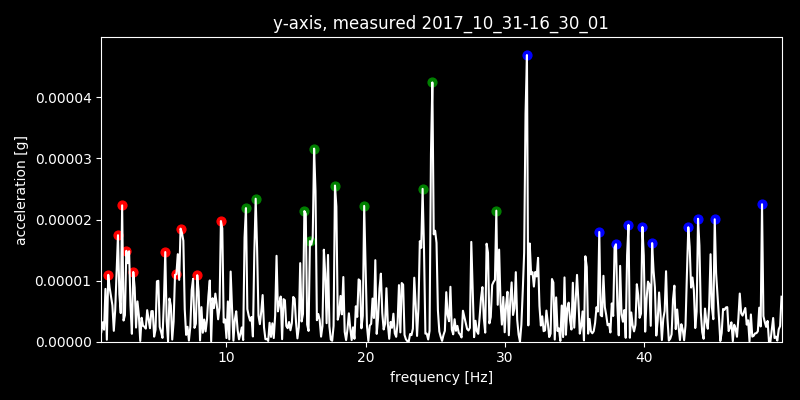 y-axis, measured 2017_10_31-16_30_01
acceleration [g]
0.00004
0.00003
0.00002
0.00001
0.00000
10 20 30 40
frequency [Hz]